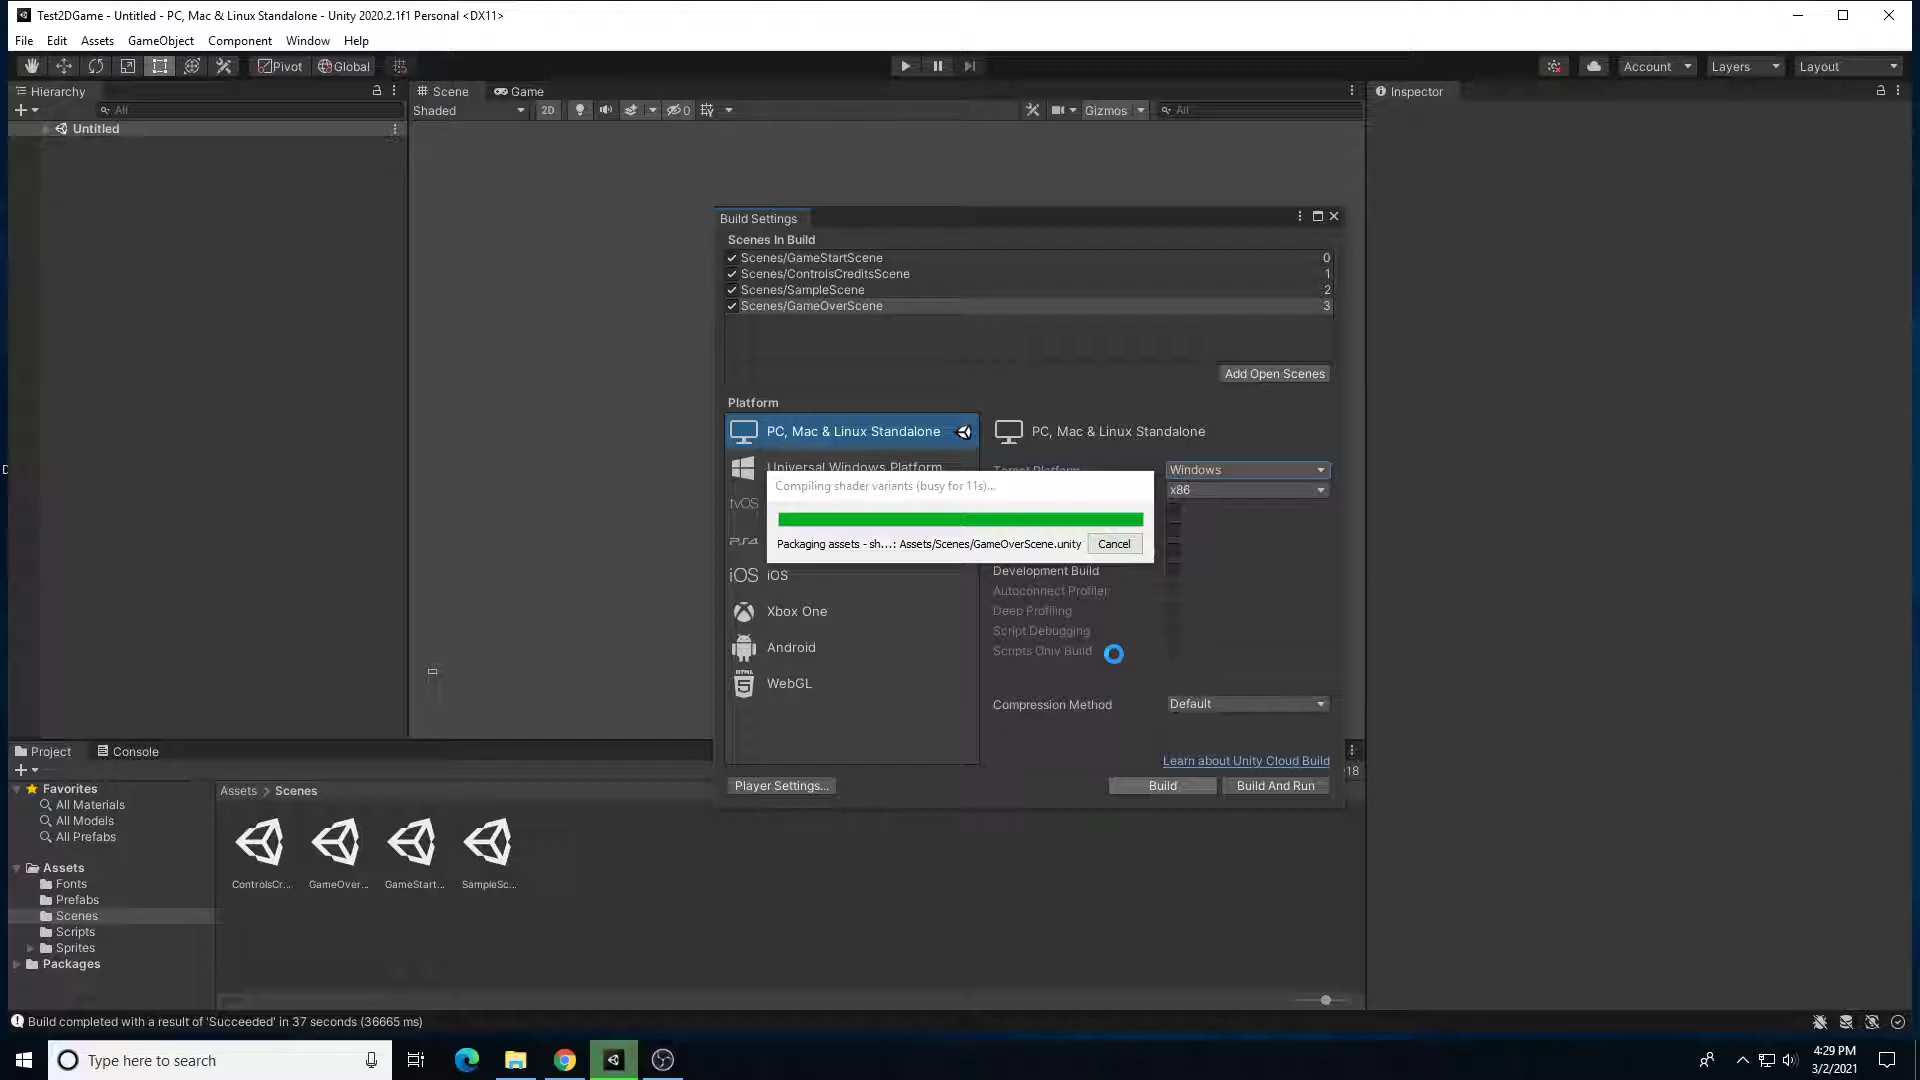 Test2DGame - Untitled - PC, Mac & Linux Standalone - Unity 2020.2.1f1 Personal <DX11>
File Edit Assets GameObject Component Window Help
Pivot Global Account Layers Layout
Hierarchy Scene Game Inspector
All Shaded 2D 0 Gizmos All
Untitled
Build Settings
Scenes In Build
Scenes/GameStartScene 0
Scenes/ControlsCreditsScene 1
Scenes/SampleScene 2
Scenes/GameOverScene 3
Add Open Scenes
Platform
PC, Mac & Linux Standalone PC, Mac & Linux Standalone
Universal Windows Platform Target Platform Windows
x86
Compiling shader variants (busy for 11s)...
tvOS
PS4 Packaging assets - sh...: Assets/Scenes/GameOverScene.unity Cancel
iOS iOS Development Build
Autoconnect Profiler
Xbox One Deep Profiling
Script Debugging
Android Scripts Only Build
HTML 5 WebGL
Compression Method Default
Learn about Unity Cloud Build
Player Settings... Build Build And Run
Project Console
18
Favorites Assets > Scenes
All Materials
All Models
All Prefabs
Assets
Fonts ControlsCr... GameOver... GameStart... SampleSc...
Prefabs
Scenes
Scripts
Sprites
Packages
Build completed with a result of 'Succeeded' in 37 seconds (36665 ms)
Type here to search 4:29 PM
3/2/2021